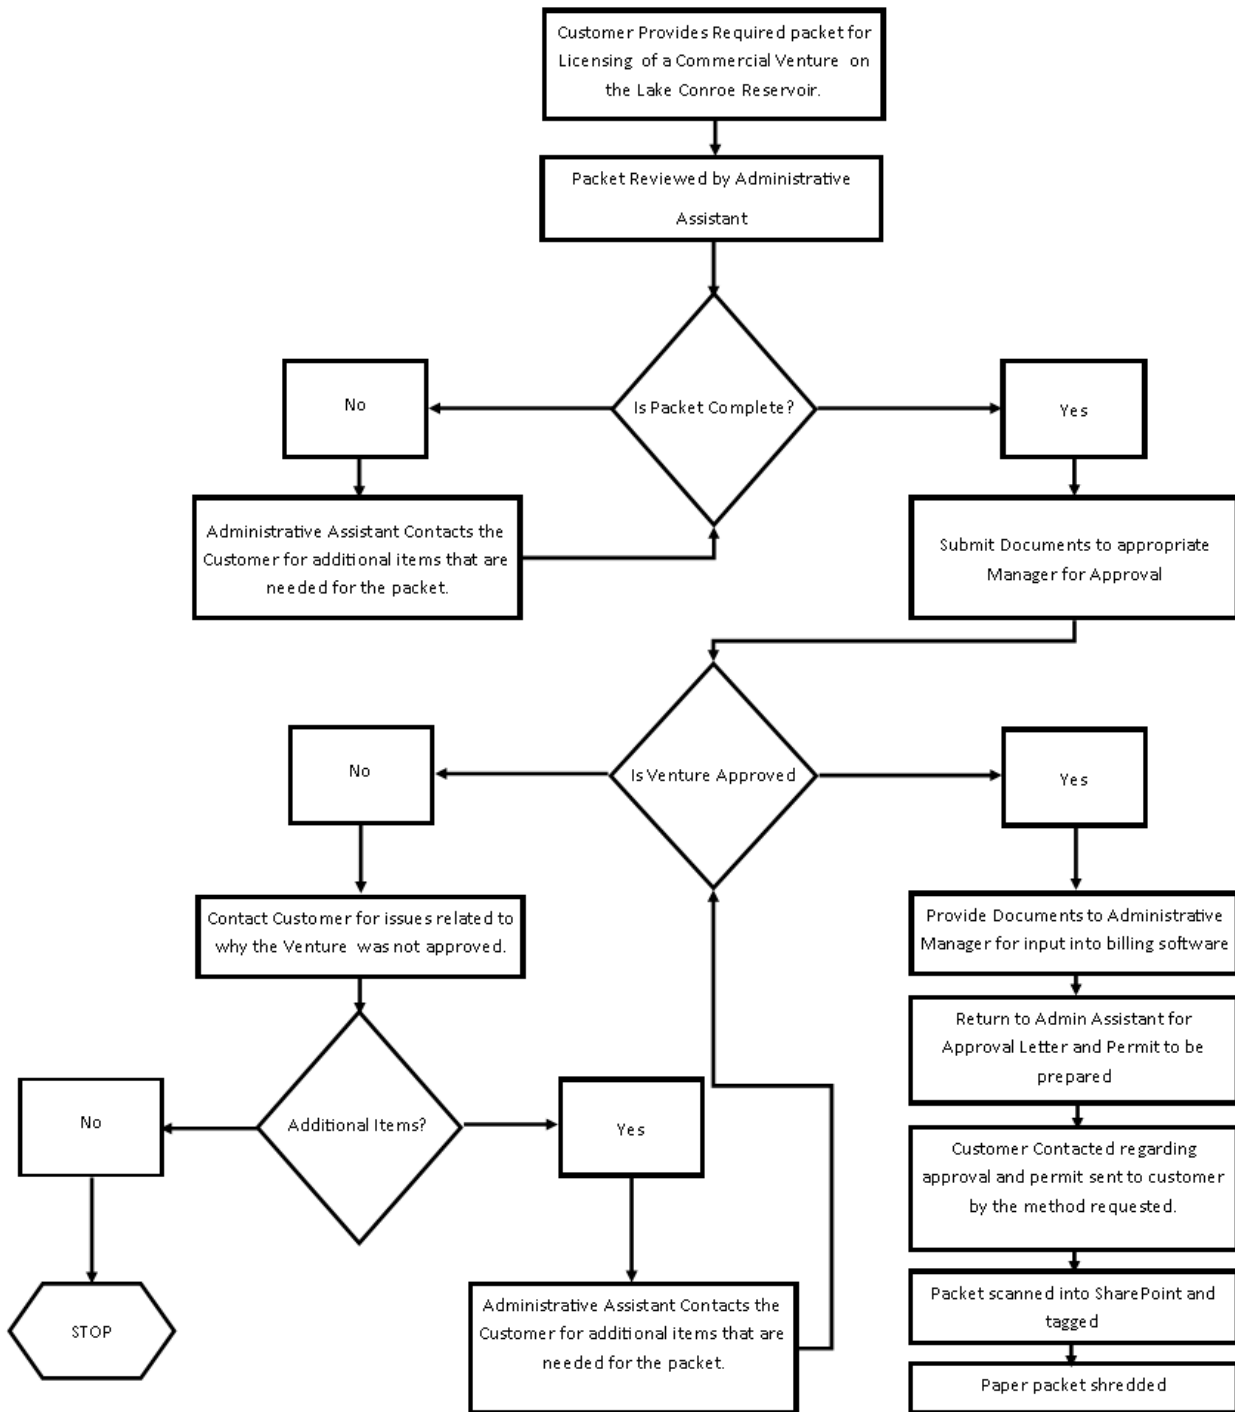 Customer Provides Required packet for
Licensing of a Commercial Venture on
the Lake Conroe Reservoir.
Packet Reviewed by Administrative
Assistant
Is Packet Complete?
No
Yes
Administrative Assistant Contacts the
Customer for additional items that are
needed for the packet.
Submit Documents to appropriate
Manager for Approval
Is Venture Approved
No
Yes
Contact Customer for issues related to
why the Venture was not approved.
Provide Documents to Administrative
Manager for input into billing software
Return to Admin Assistant for
Approval Letter and Permit to be
prepared
Additional Items?
No
Yes
Customer Contacted regarding
approval and permit sent to customer
by the method requested.
STOP
Administrative Assistant Contacts the
Customer for additional items that are
needed for the packet.
Packet scanned into SharePoint and
tagged
Paper packet shredded